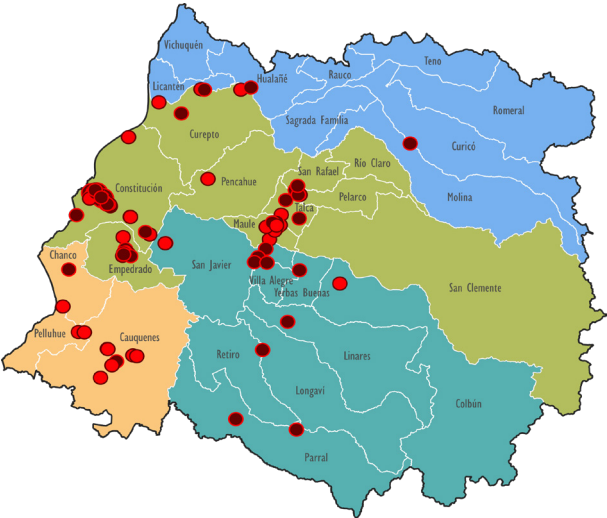 Vichuquén
Teno
Hualañé
Rauco
Licantén
Romeral
Sagrada Familia
Curepto
Curicó
Río Claro
San Rafael
Pencahue
Constitución
Molina
Pelarco
Talca
Maule
Chanco
San Javier
Empedrado
Villa Alegre
San Clemente
Yerbas Buenas
Pelluhue
Cauquenes
Retiro
Linares
Longaví
Colbún
Parral